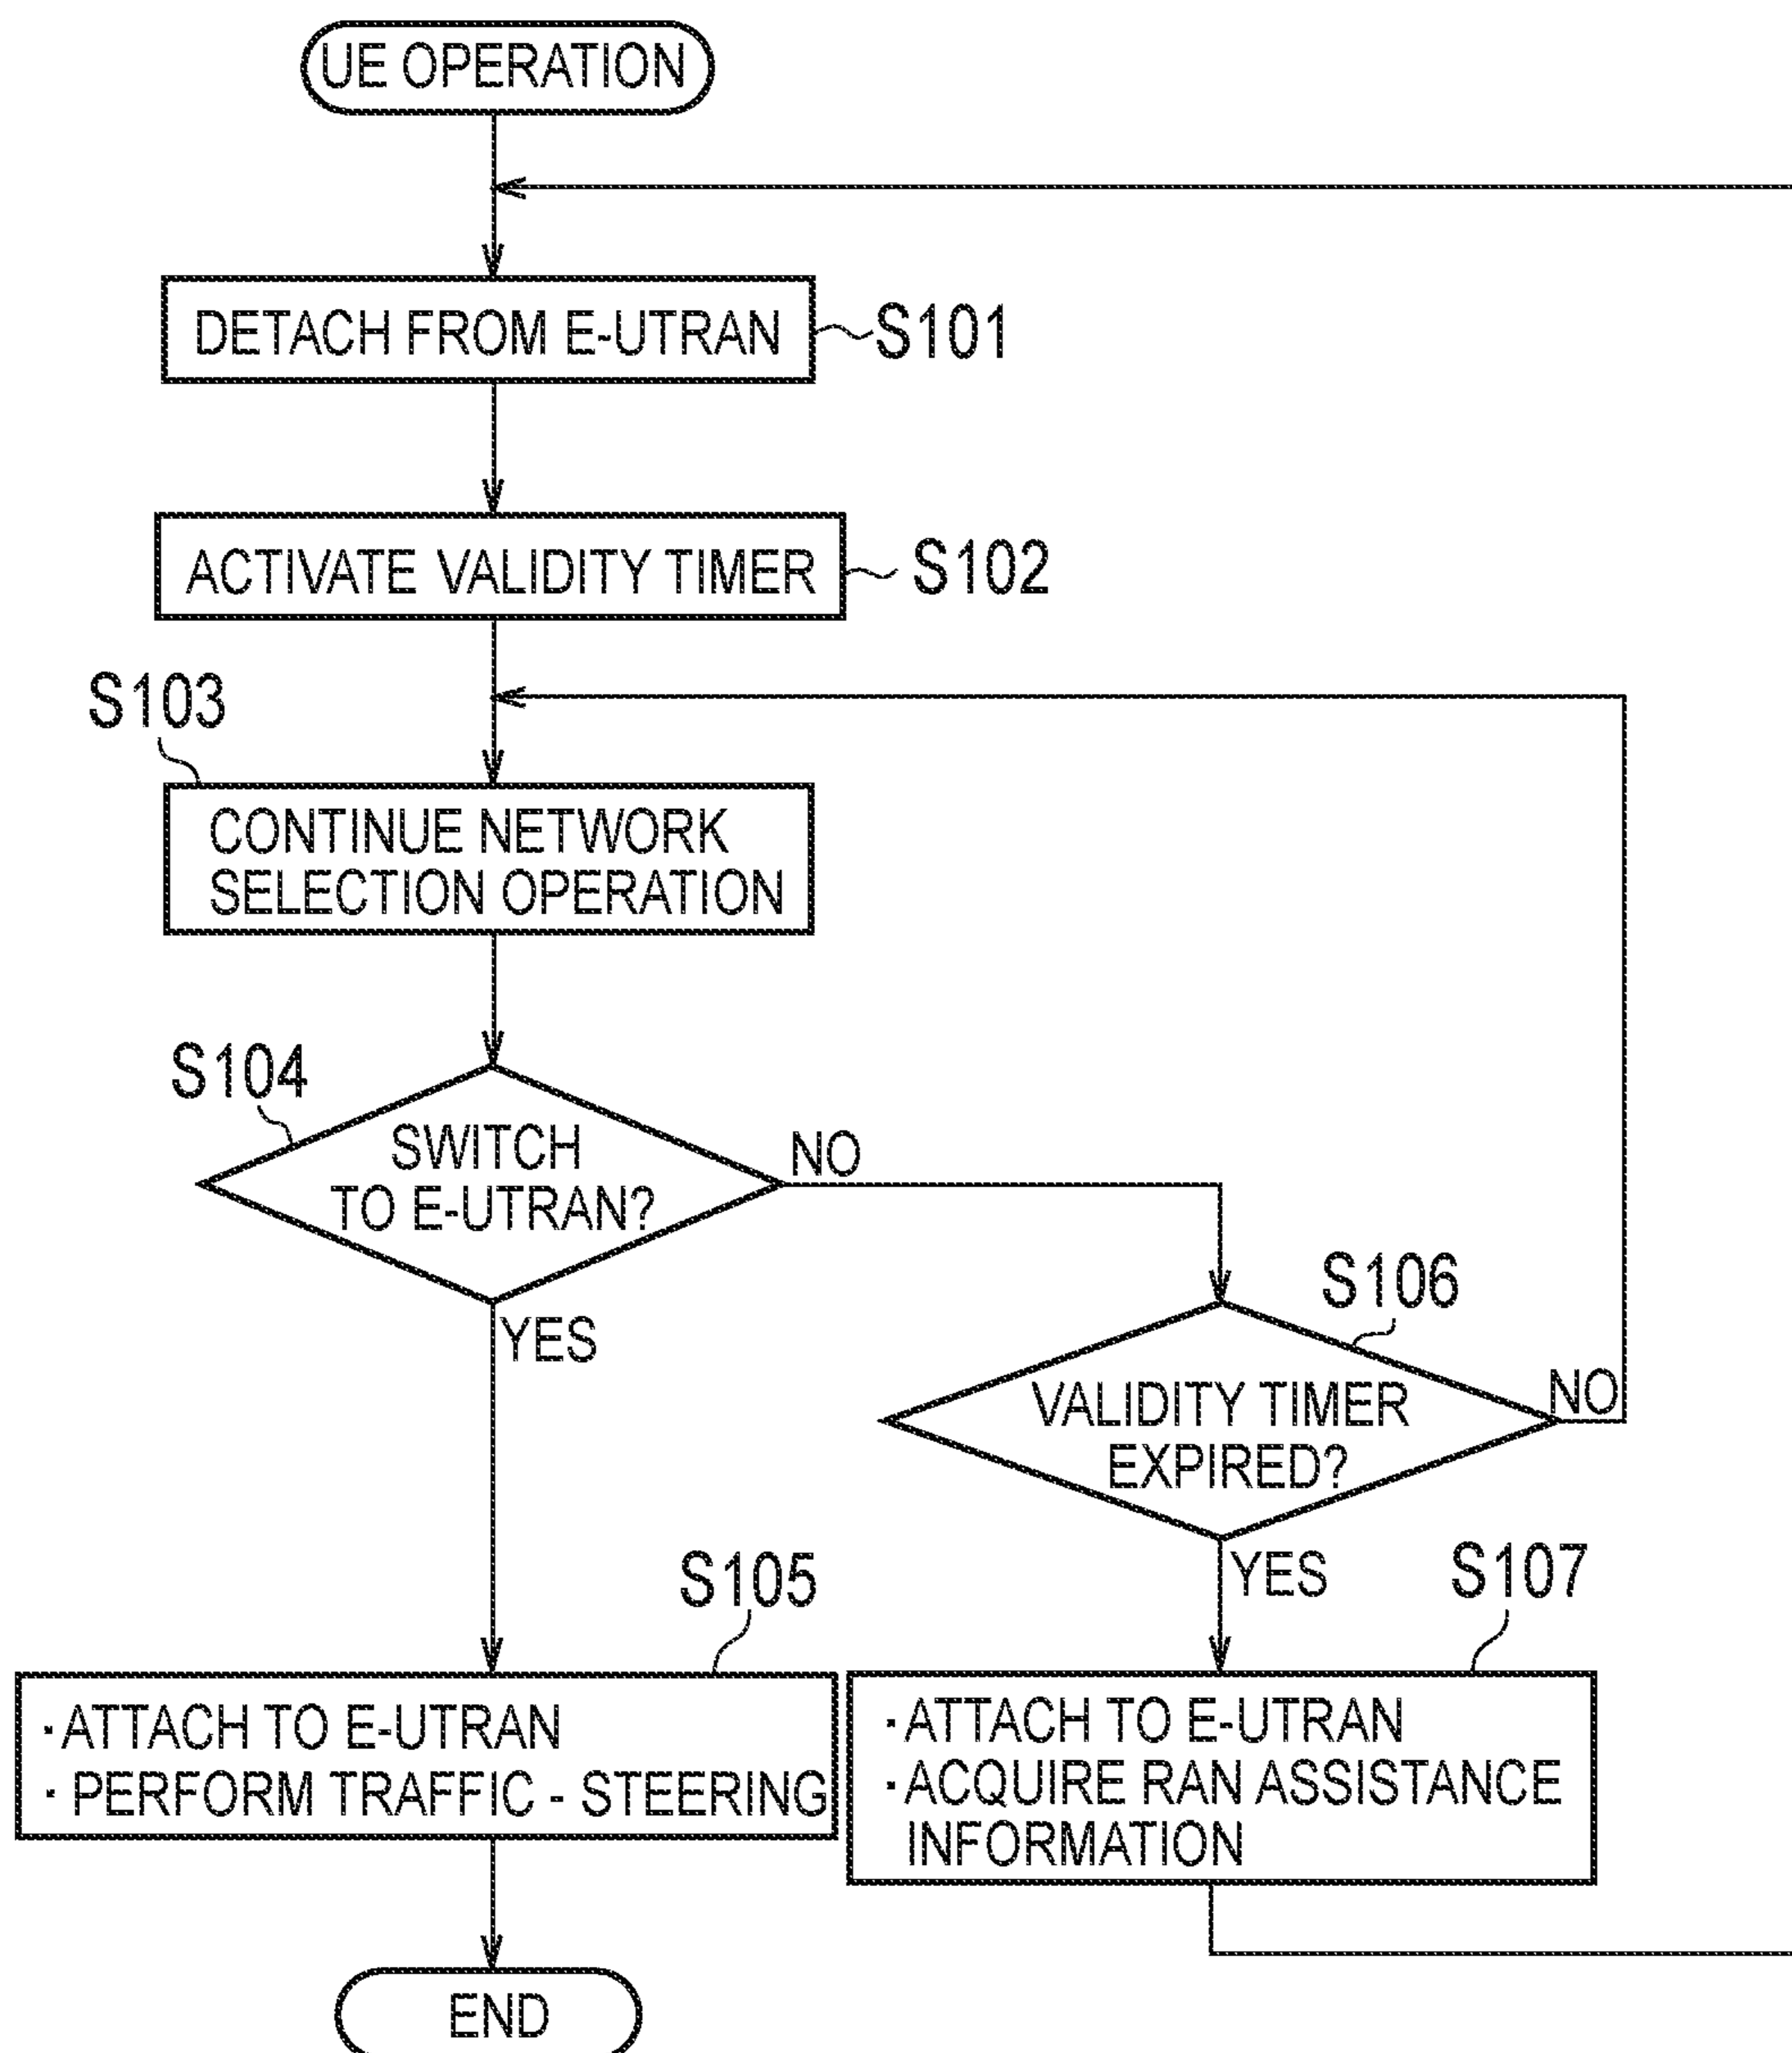 UE OPERATION
DETACH FROM E-UTRAN
S101
ACTIVATE VALIDITY TIMER
S102
S103
CONTINUE NETWORK
SELECTION OPERATION
S104
SWITCH
TO E-UTRAN?
NO
YES
S106
VALIDITY TIMER
EXPIRED?
NO
YES
S105
· ATTACH TO E-UTRAN
· PERFORM TRAFFIC - STEERING
S107
· ATTACH TO E-UTRAN
· ACQUIRE RAN ASSISTANCE
INFORMATION
END